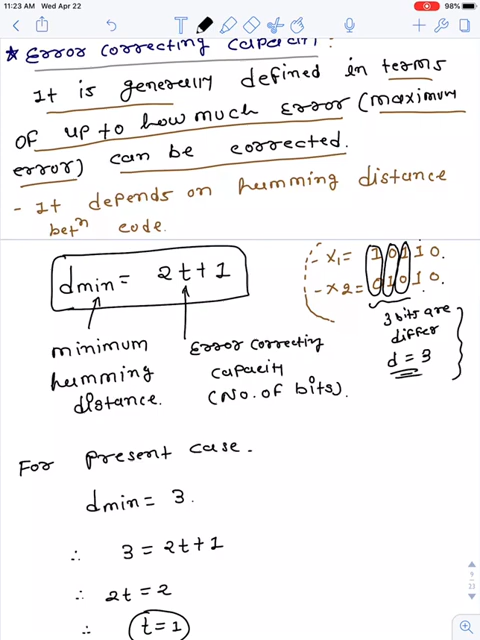 11:23 AM Wed Apr 22
98%
* Error correcting capacity:
It is generally defined in terms
of up to how much error (maximum
error) can be corrected.
- It depends on humming distance
betn code.
dmin = 2t+1
- x1 = 1 0 1 1 0.
- x2 = 0 1 0 1 0.
3 bits are
differ
d = 3
minimum
humming
distance.
Error correcting
capacity
(No. of bits).
For present case.
dmin = 3.
∴ 3 = 2t+1
∴ 2t = 2
∴ t = 1
9
23